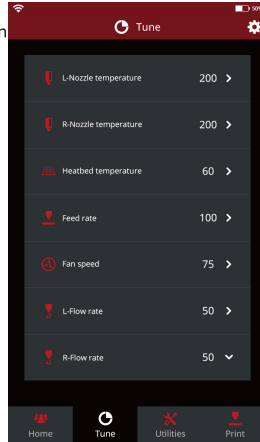 50%
Tune
n
L-Nozzle temperature 200
R-Nozzle temperature 200
Heatbed temperature 60
Feed rate 100
Fan speed 75
L-Flow rate 50
R-Flow rate 50
Home Tune Utilities Print